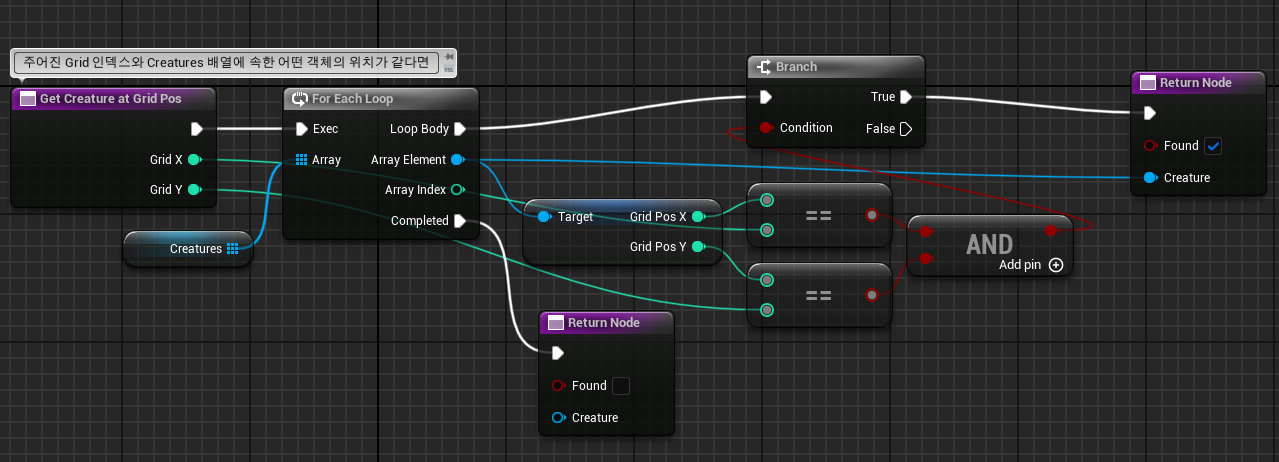 주어진 Grid 인덱스와 Creatures 배열에 속한 어떤 객체의 위치가 같다면
Get Creature at Grid Pos
Grid X
Grid Y
Creatures
For Each Loop
Exec
Loop Body
Array
Array Element
Array Index
Completed
Target
Grid Pos X
Grid Pos Y
Branch
True
Condition
False
==
==
AND
Add pin
Return Node
Found
Creature
Return Node
Found
Creature